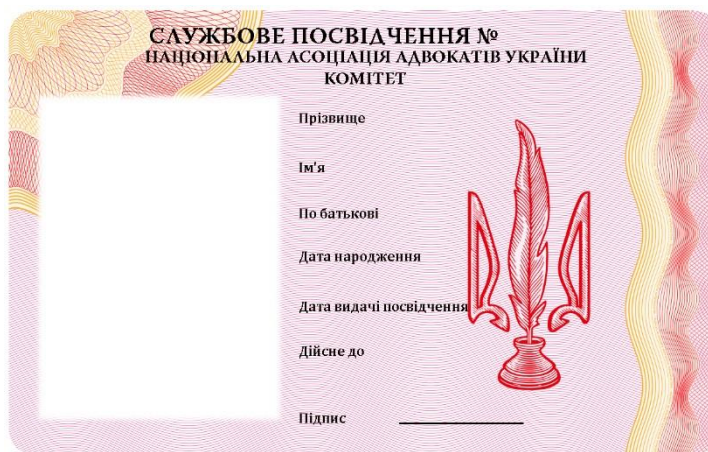 СЛУЖБОВЕ ПОСВІДЧЕННЯ №
НАЦІОНАЛЬНА АСОЦІАЦІЯ АДВОКАТІВ УКРАЇНИ
КОМІТЕТ
Прізвище
Ім'я
По батькові
Дата народження
Дата видачі посвідчення
Дійсне до
Підпис